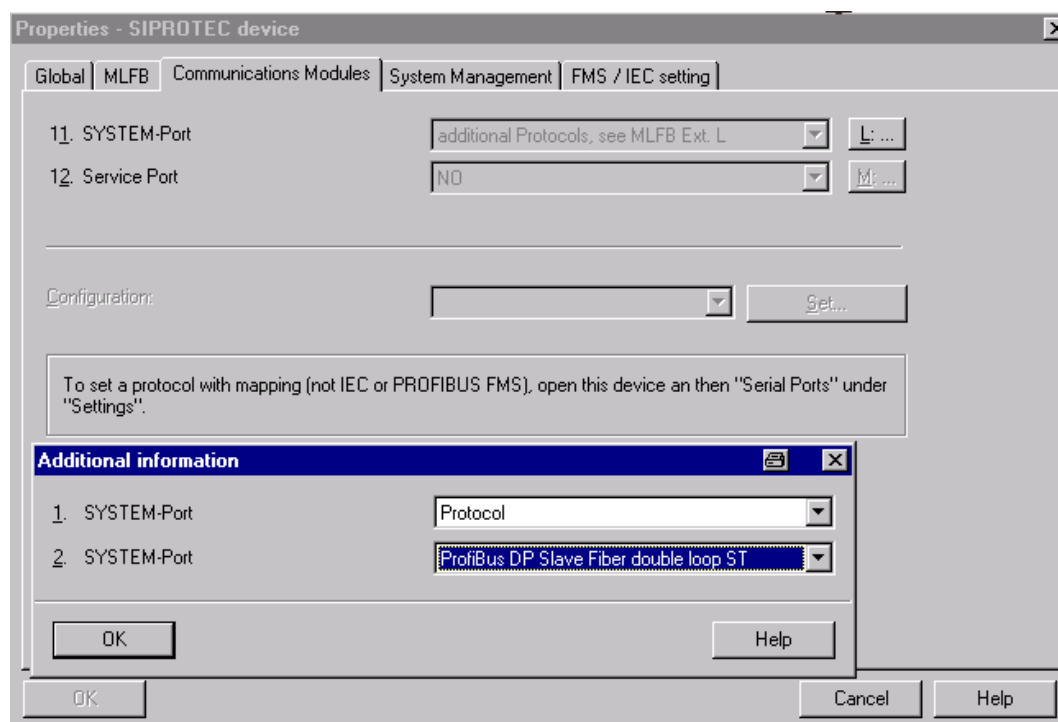 Properties - SIPROTEC device
Global MLFB Communications Modules System Management FMS / IEC setting
11. SYSTEM-Port additional Protocols, see MLFB Ext. L L: ...
12. Service Port NO M: ...
Configuration: Set...
To set a protocol with mapping (not IEC or PROFIBUS FMS), open this device an then "Serial Ports" under
"Settings".
Additional information
1. SYSTEM-Port Protocol
2. SYSTEM-Port ProfiBus DP Slave Fiber double loop ST
OK Help
OK Cancel Help